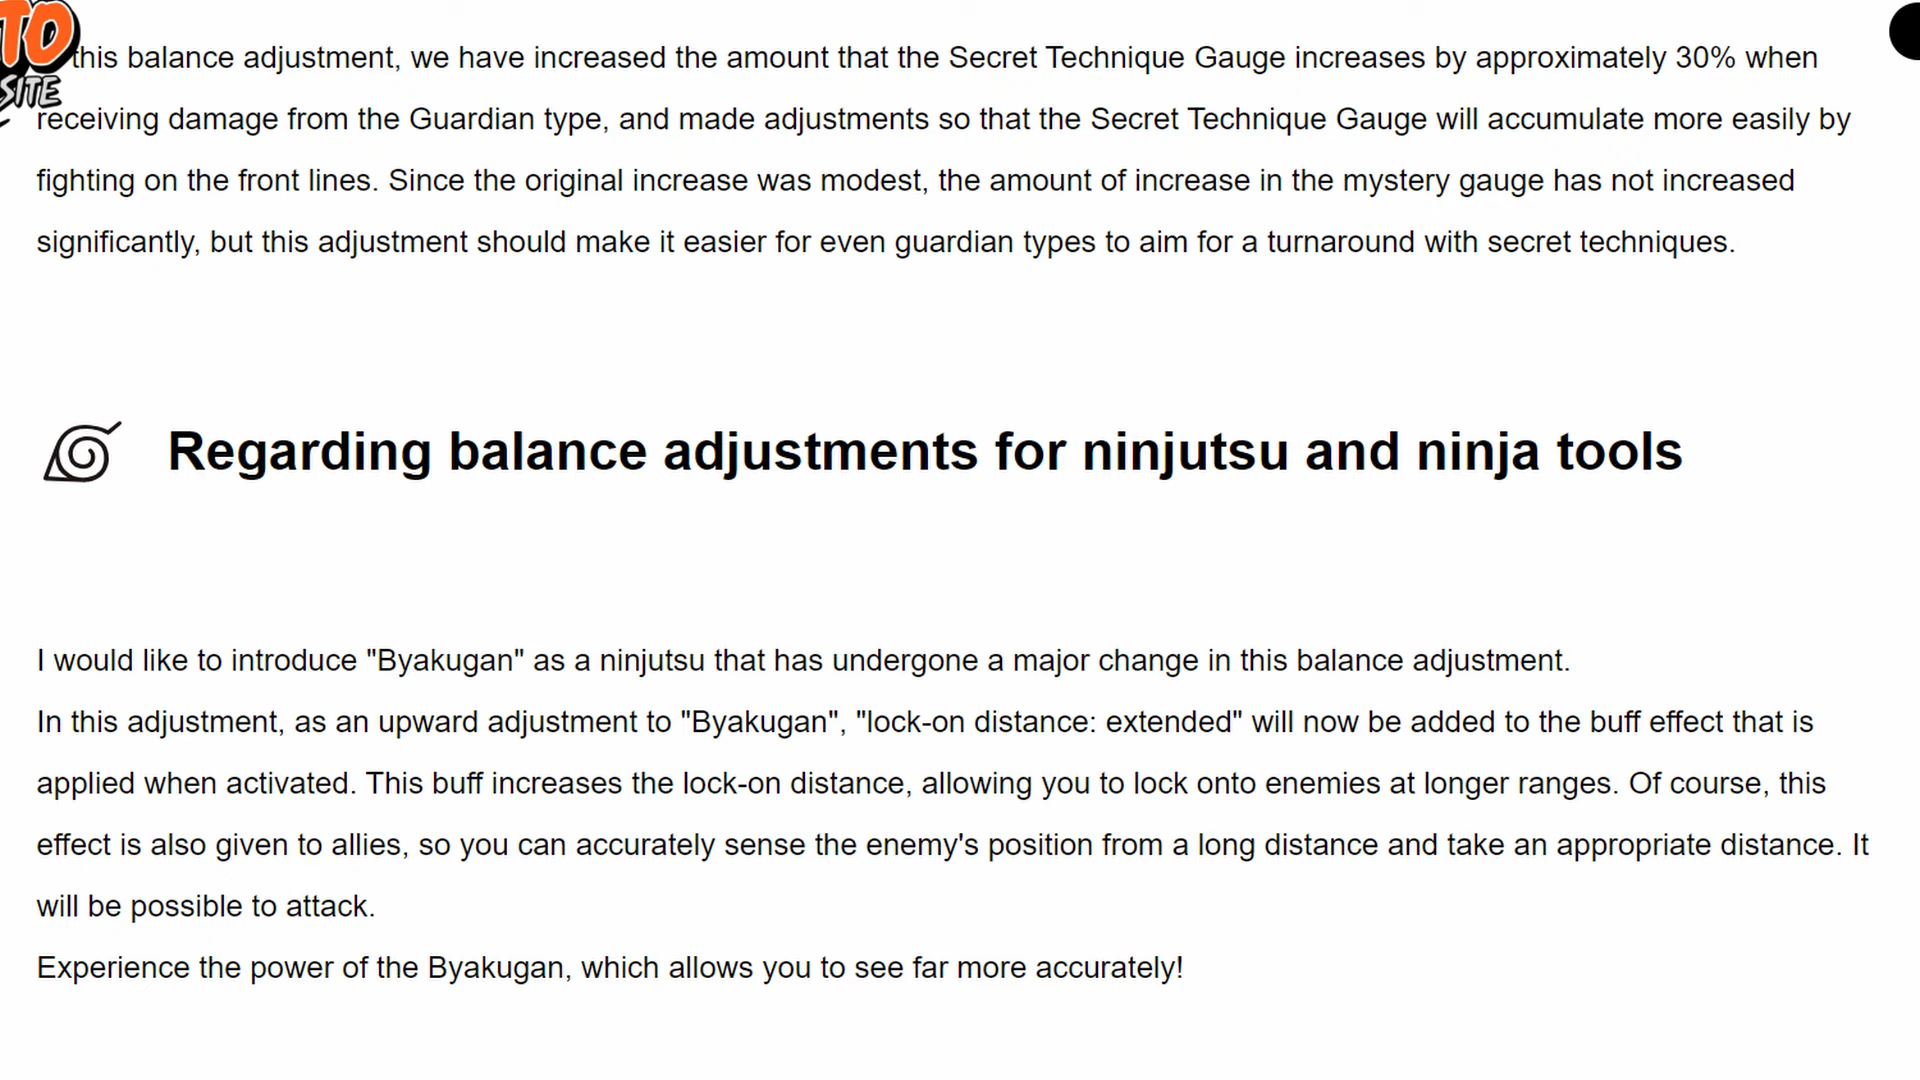 TO
SITE
this balance adjustment, we have increased the amount that the Secret Technique Gauge increases by approximately 30% when
receiving damage from the Guardian type, and made adjustments so that the Secret Technique Gauge will accumulate more easily by
fighting on the front lines. Since the original increase was modest, the amount of increase in the mystery gauge has not increased
significantly, but this adjustment should make it easier for even guardian types to aim for a turnaround with secret techniques.
Regarding balance adjustments for ninjutsu and ninja tools
I would like to introduce "Byakugan" as a ninjutsu that has undergone a major change in this balance adjustment.
In this adjustment, as an upward adjustment to "Byakugan", "lock-on distance: extended" will now be added to the buff effect that is
applied when activated. This buff increases the lock-on distance, allowing you to lock onto enemies at longer ranges. Of course, this
effect is also given to allies, so you can accurately sense the enemy's position from a long distance and take an appropriate distance. It
will be possible to attack.
Experience the power of the Byakugan, which allows you to see far more accurately!